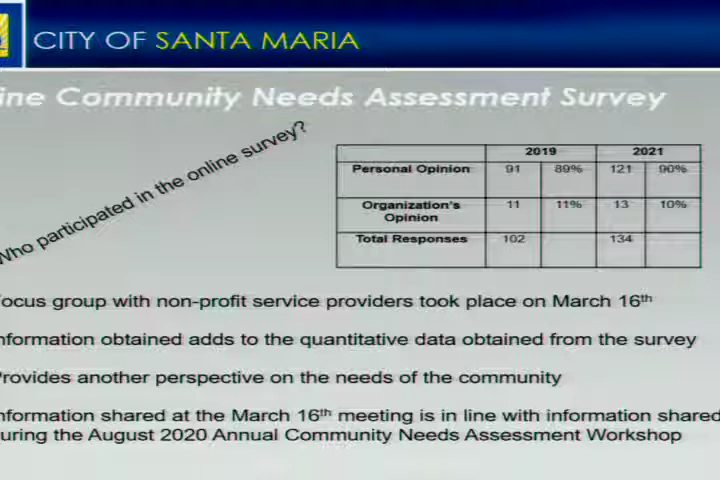 CITY OF SANTA MARIA
ine Community Needs Assessment Survey
Who participated in the online survey?
2019 2021
Personal Opinion 91 89% 121 90%
Organization's Opinion 11 11% 13 10%
Total Responses 102 134
ocus group with non-profit service providers took place on March 16th
nformation obtained adds to the quantitative data obtained from the survey
Provides another perspective on the needs of the community
nformation shared at the March 16th meeting is in line with information shared
uring the August 2020 Annual Community Needs Assessment Workshop